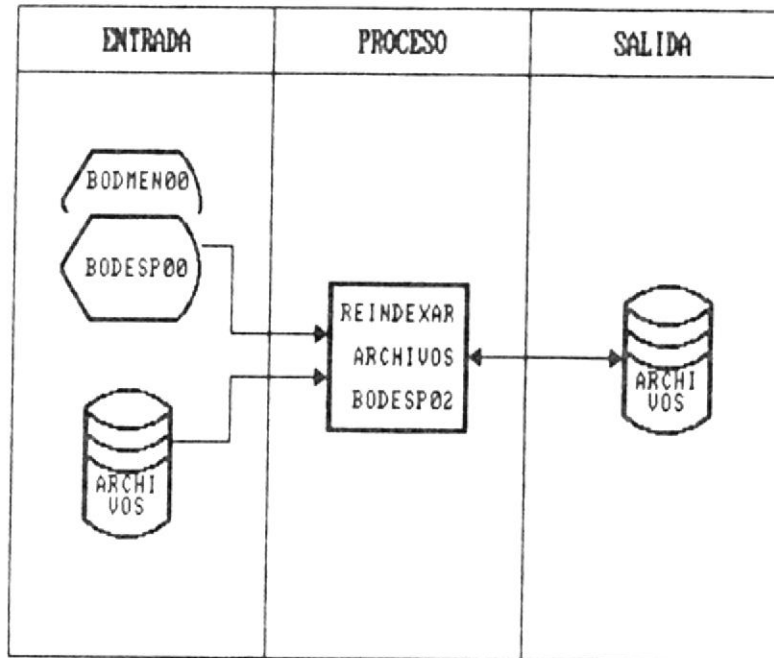 ENTRADA
PROCESO
SALIDA
BODMEN00
BODESP00
ARCHI
VOS
REINDEXAR
ARCHIVOS
BODESP02
ARCHI
VOS